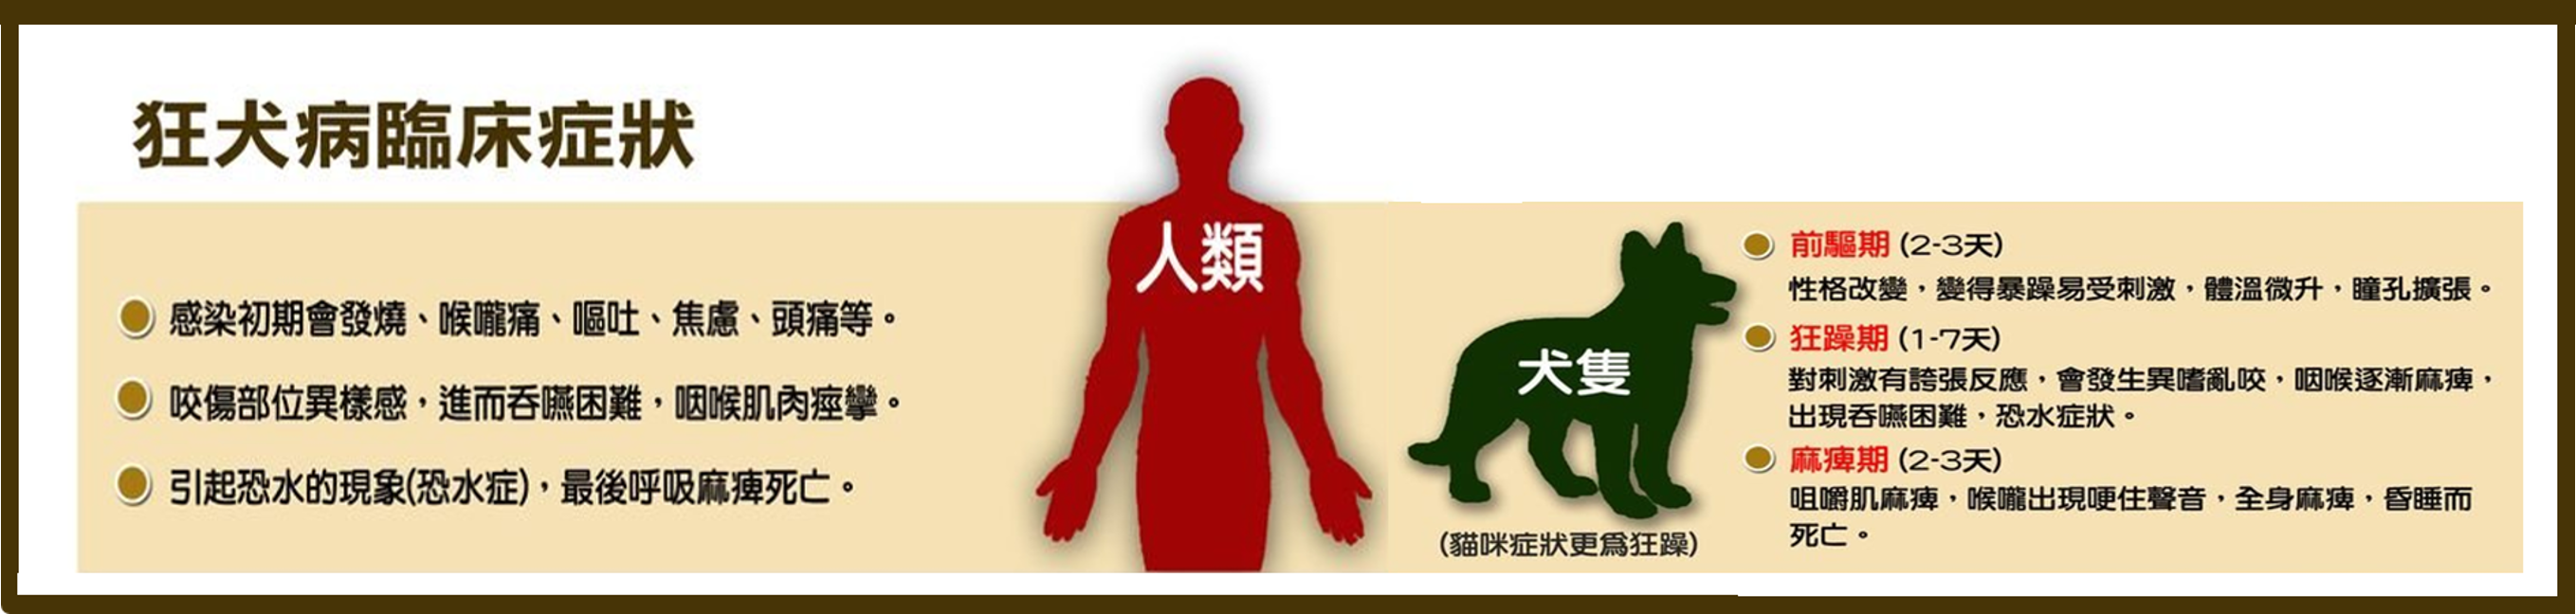 狂犬病臨床症狀
人類
感染初期會發燒、喉嚨痛、嘔吐、焦慮、頭痛等。
咬傷部位異樣感，進而吞嚥困難，咽喉肌肉痙攣。
引起恐水的現象(恐水症)，最後呼吸麻痺死亡。
犬隻
(貓咪症狀更為狂躁)
前驅期 (2-3天)
性格改變，變得暴躁易受刺激，體溫微升，瞳孔擴張。
狂躁期 (1-7天)
對刺激有誇張反應，會發生異嗜亂咬，咽喉逐漸麻痺，
出現吞嚥困難，恐水症狀。
麻痺期 (2-3天)
咀嚼肌麻痺，喉嚨出現哽住聲音，全身麻痺，昏睡而
死亡。